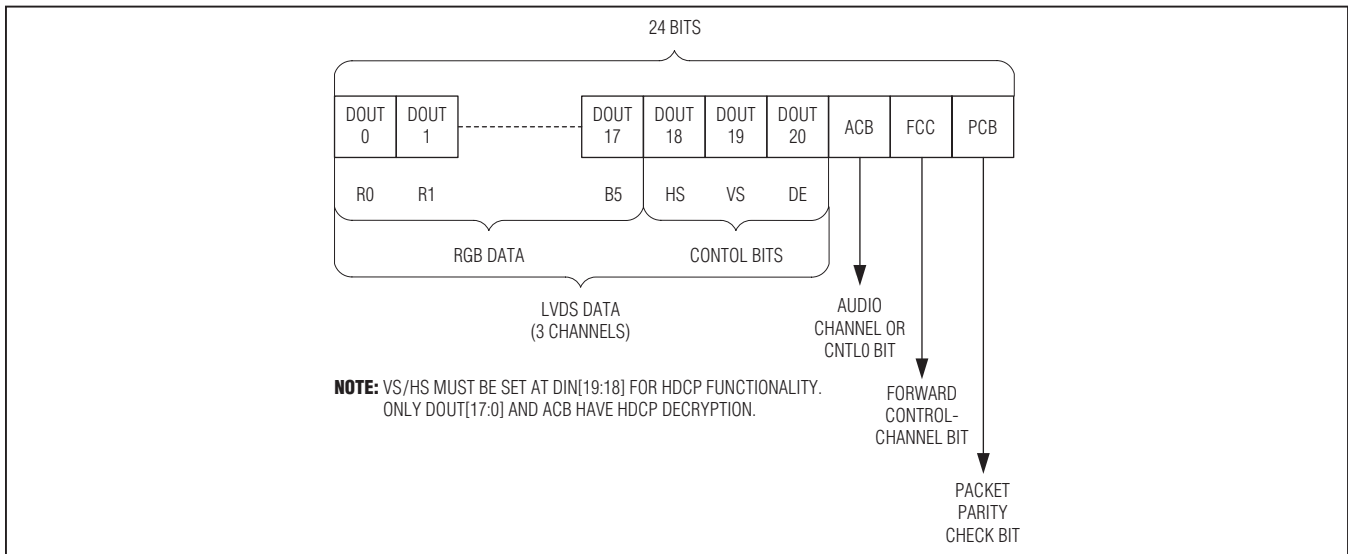 24 BITS
DOUT 0
DOUT 1
DOUT 17
DOUT 18
DOUT 19
DOUT 20
ACB
FCC
PCB
R0 R1 B5 HS VS DE
RGB DATA
CONTOL BITS
LVDS DATA
(3 CHANNELS)
AUDIO
CHANNEL OR
CNTL0 BIT
NOTE: VS/HS MUST BE SET AT DIN[19:18] FOR HDCP FUNCTIONALITY.
ONLY DOUT[17:0] AND ACB HAVE HDCP DECRYPTION.
FORWARD
CONTROL-
CHANNEL BIT
PACKET
PARITY
CHECK BIT